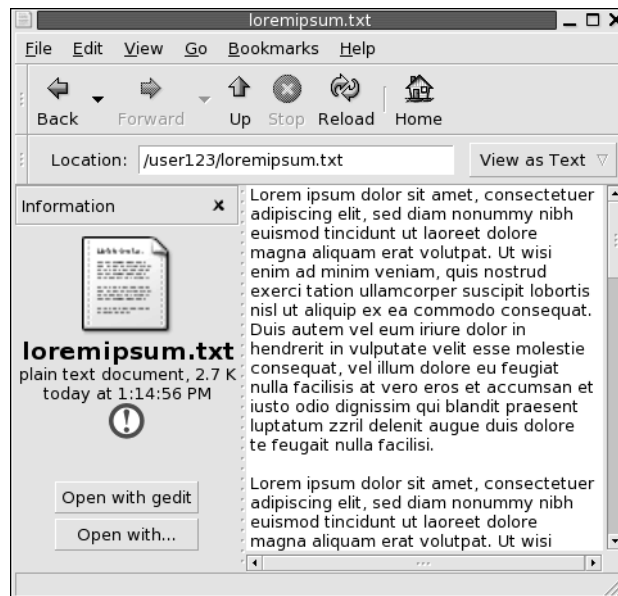 loremipsum.txt
File Edit View Go Bookmarks Help
Back Forward Up Stop Reload Home
Location: /user123/loremipsum.txt View as Text
Information
loremipsum.txt
plain text document, 2.7 K
today at 1:14:56 PM
Open with gedit
Open with...
Lorem ipsum dolor sit amet, consectetuer
adipiscing elit, sed diam nonummy nibh
euismod tincidunt ut laoreet dolore
magna aliquam erat volutpat. Ut wisi
enim ad minim veniam, quis nostrud
exerci tation ullamcorper suscipit lobortis
nisl ut aliquip ex ea commodo consequat.
Duis autem vel eum iriure dolor in
hendrerit in vulputate velit esse molestie
consequat, vel illum dolore eu feugiat
nulla facilisis at vero eros et accumsan et
iusto odio dignissim qui blandit praesent
luptatum zzril delenit augue duis dolore
te feugait nulla facilisi.
Lorem ipsum dolor sit amet, consectetuer
adipiscing elit, sed diam nonummy nibh
euismod tincidunt ut laoreet dolore
magna aliquam erat volutpat. Ut wisi